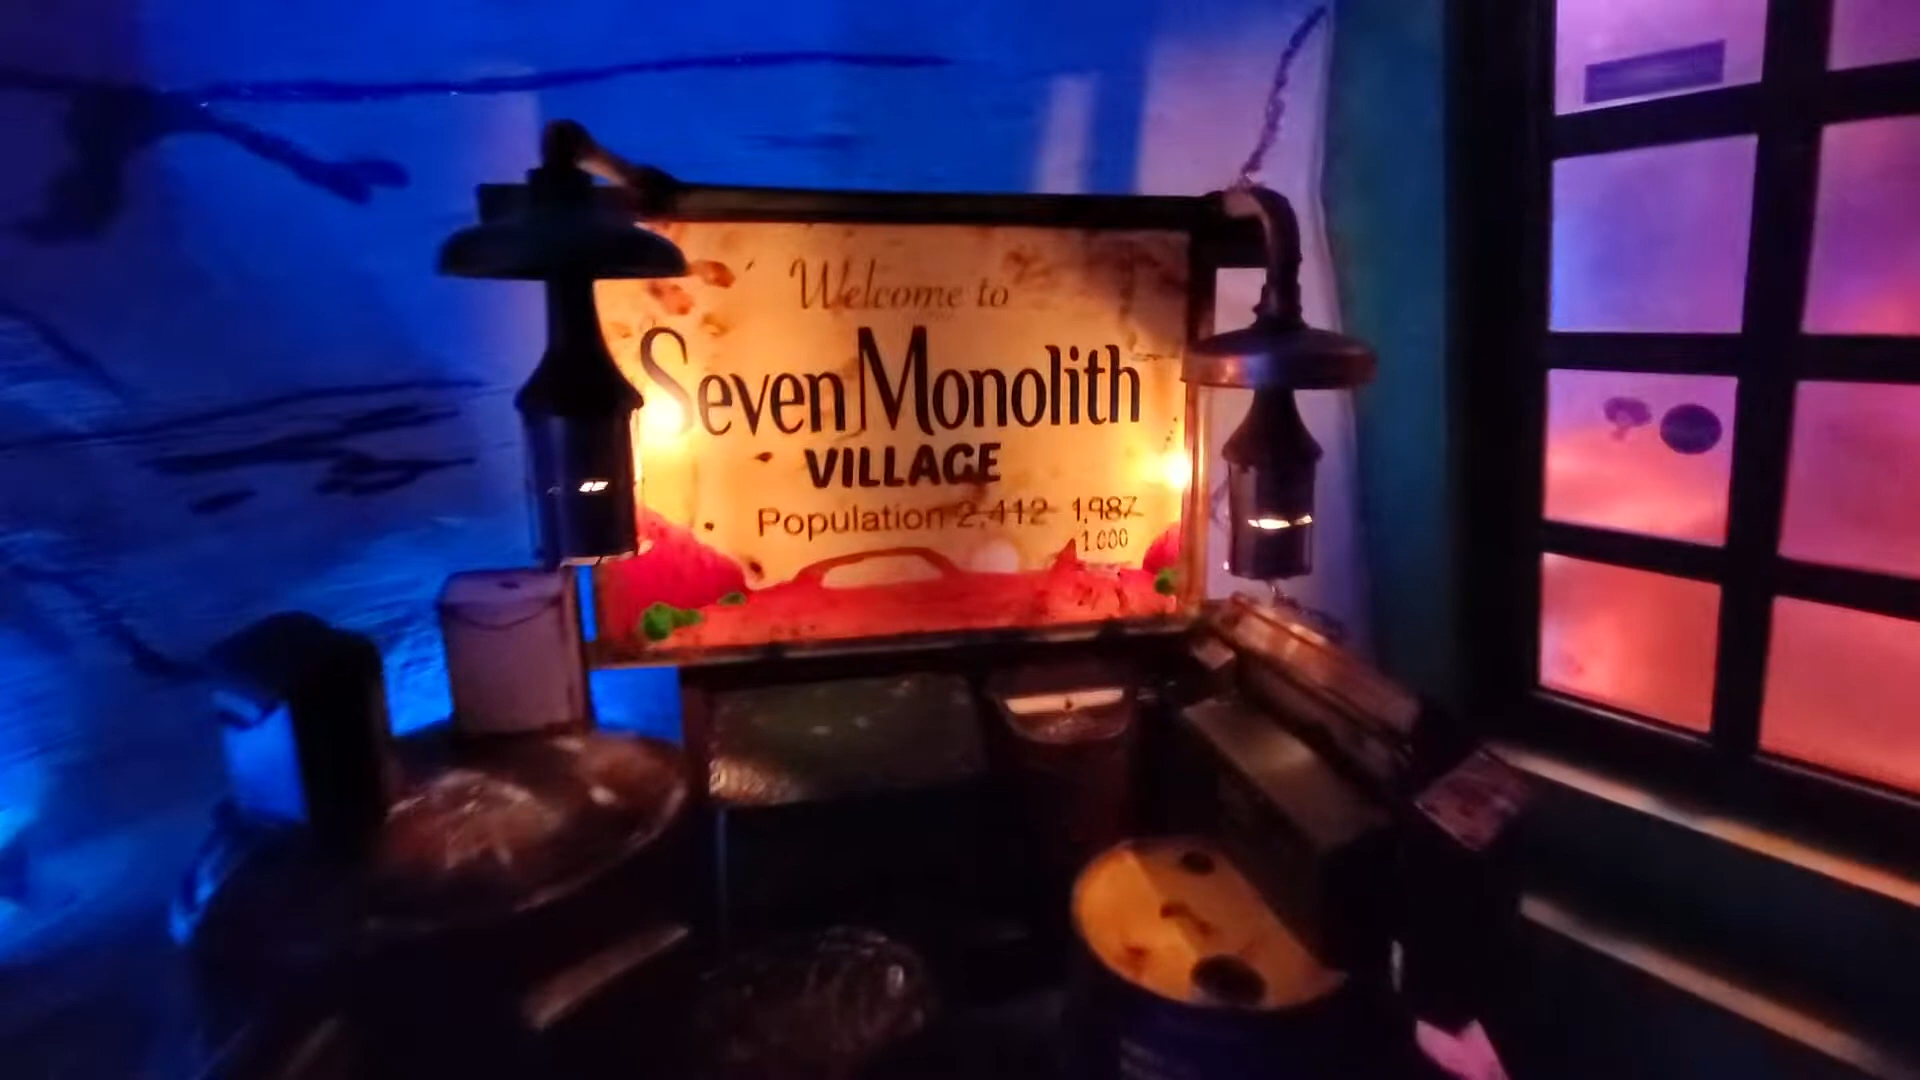 Welcome to
Seven Monolith
VILLAGE
Population 2,412 1,987
1.000